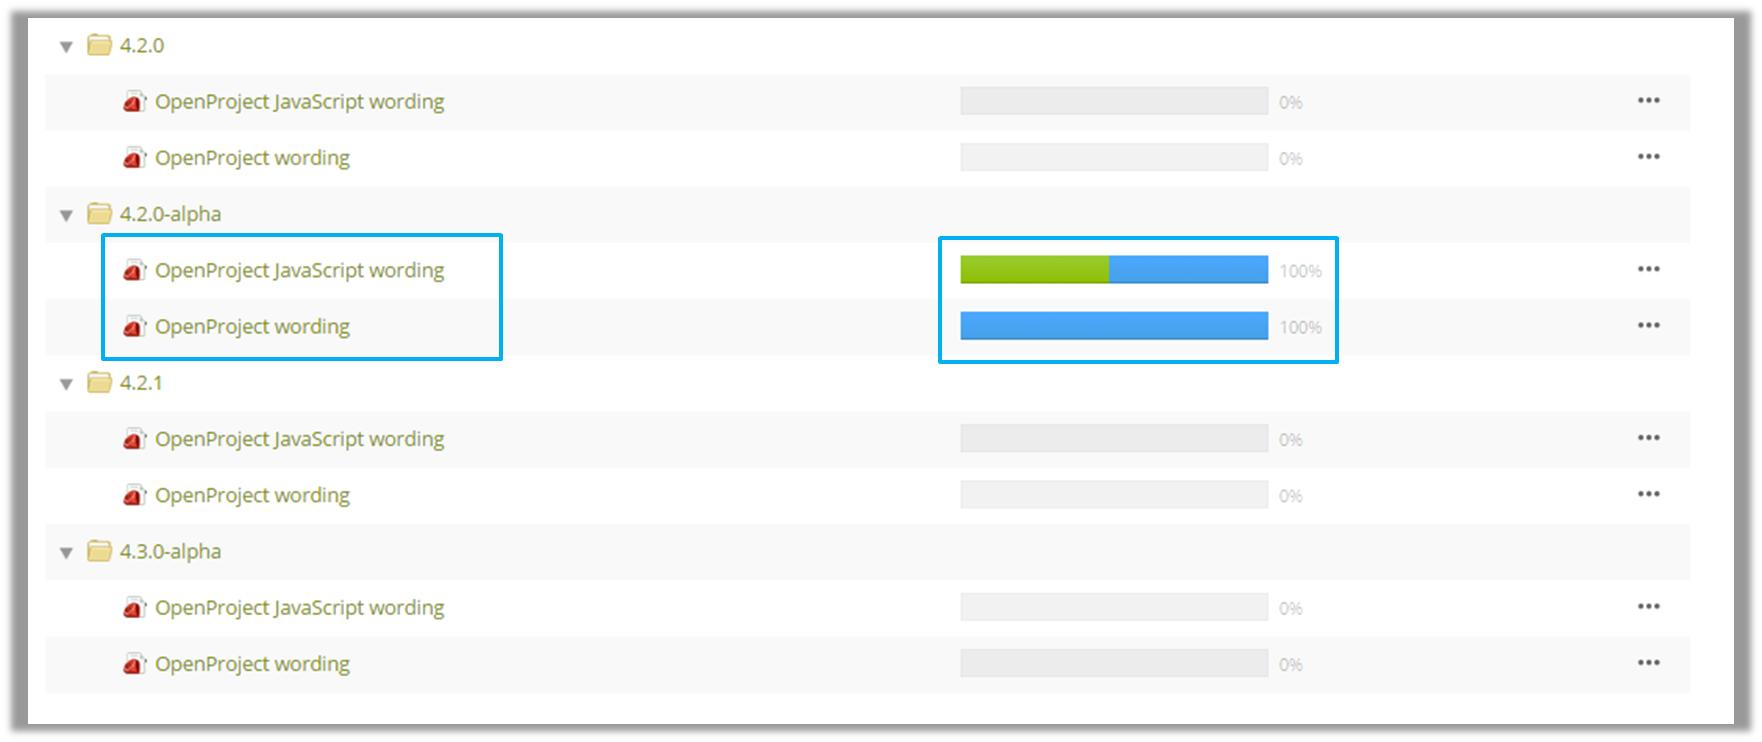 4.2.0
OpenProject JavaScript wording 0%
OpenProject wording 0%
4.2.0-alpha
OpenProject JavaScript wording 100%
OpenProject wording 100%
4.2.1
OpenProject JavaScript wording 0%
OpenProject wording 0%
4.3.0-alpha
OpenProject JavaScript wording 0%
OpenProject wording 0%